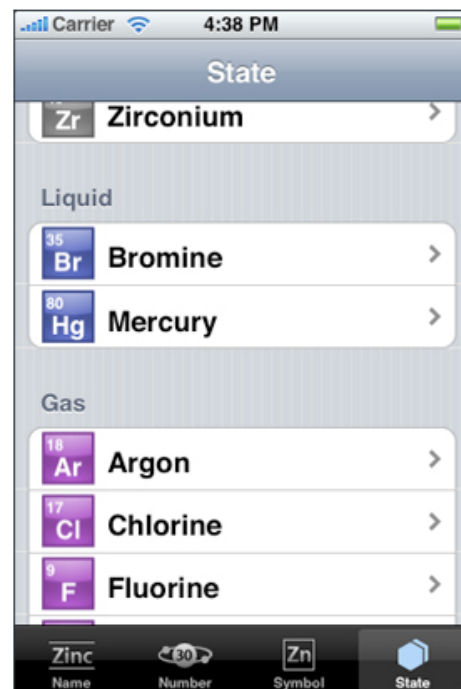 Carrier 4:38 PM
State
Zr Zirconium
Liquid
35
Br Bromine
80
Hg Mercury
Gas
18
Ar Argon
17
Cl Chlorine
9
F Fluorine
Zinc 30 Zn
Name Number Symbol State